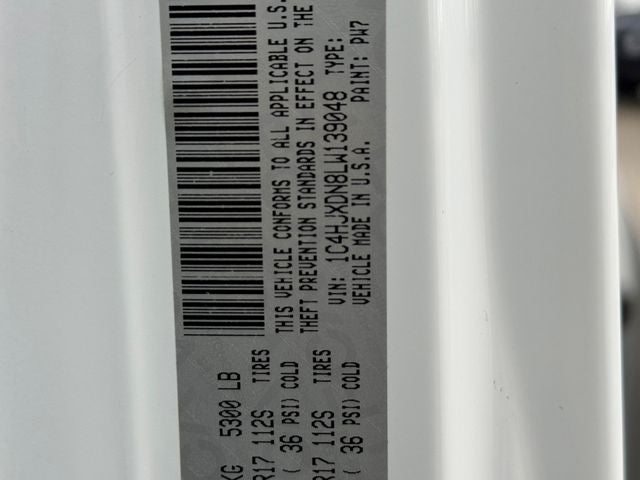 KG 5300 LB
R17 112S TIRES
( 36 PSI) COLD
R17 112S TIRES
( 36 PSI) COLD
THIS VEHICLE CONFORMS TO ALL APPLICABLE U.S.
THEFT PREVENTION STANDARDS IN EFFECT ON THE
VIN: 1C4HJXDN8LW139048 TYPE:
VEHICLE MADE IN U.S.A. PAINT: PW7